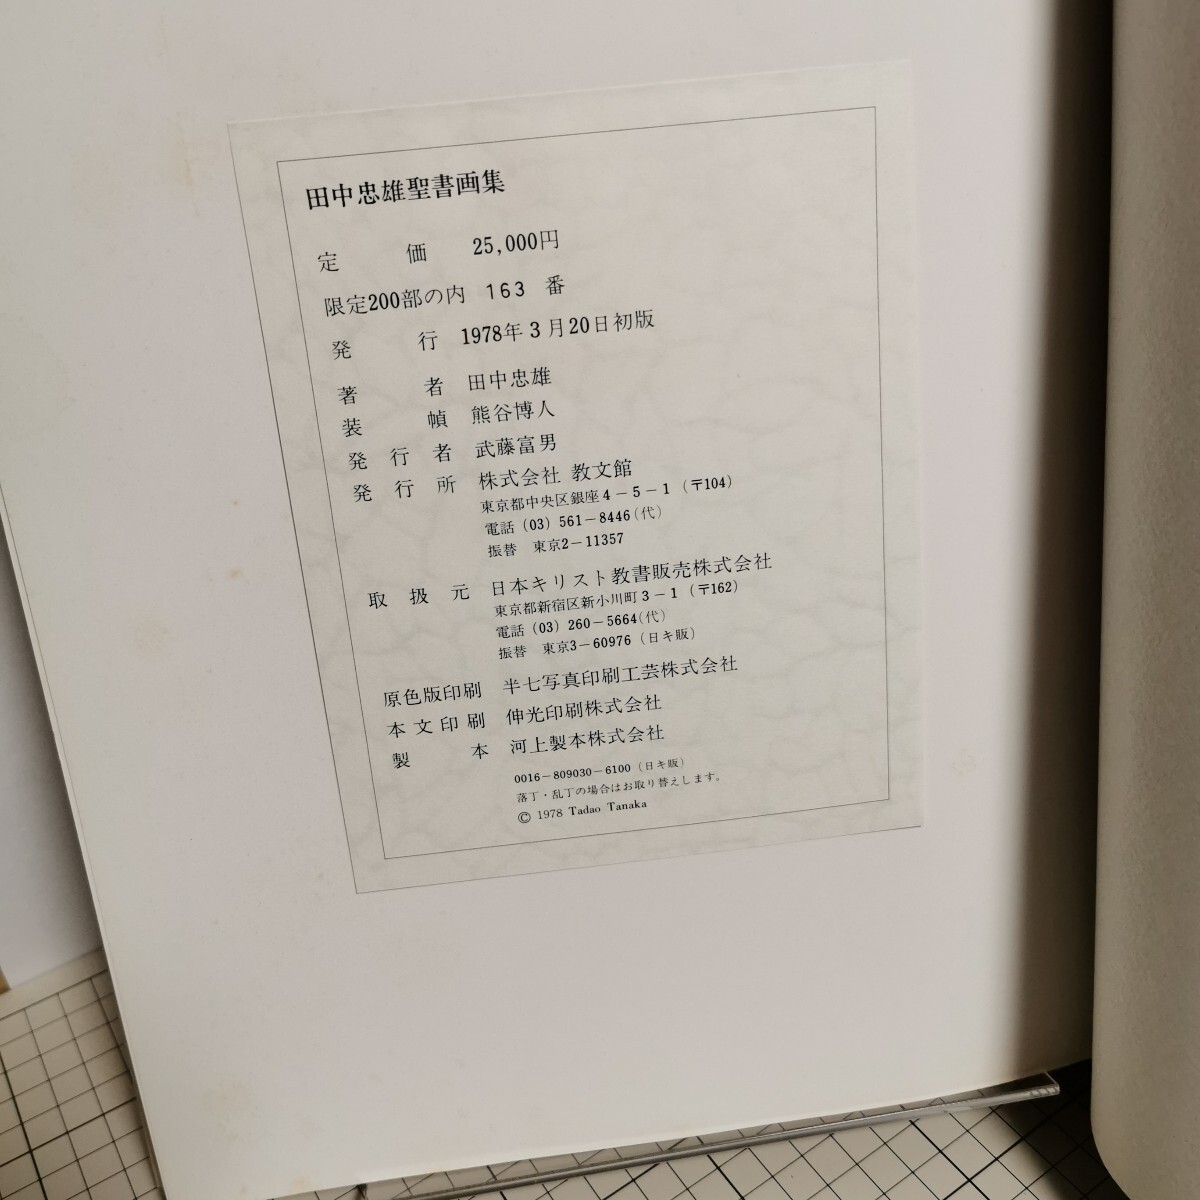 田中忠雄聖書画集
定価 25,000円
限定200部の内 163 番
発行 1978年3月20日初版
著者 田中忠雄
装幀 熊谷博人
発行者 武藤富男
発行所 株式会社 教文館
東京都中央区銀座4-5-1 (〒104)
電話 (03) 561-8446(代)
振替 東京2-11357
取扱元 日本キリスト教書販売株式会社
東京都新宿区新小川町3-1 (〒162)
電話 (03) 260-5664(代)
振替 東京3-60976 (日キ販)
原色版印刷 半七写真印刷工芸株式会社
本文印刷 伸光印刷株式会社
製本 河上製本株式会社
0016-809030-6100 (日キ販)
落丁・乱丁の場合はお取り替えします。
© 1978 Tadao Tanaka